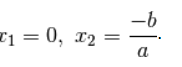 x₁ = 0, x₂ = −b/a.